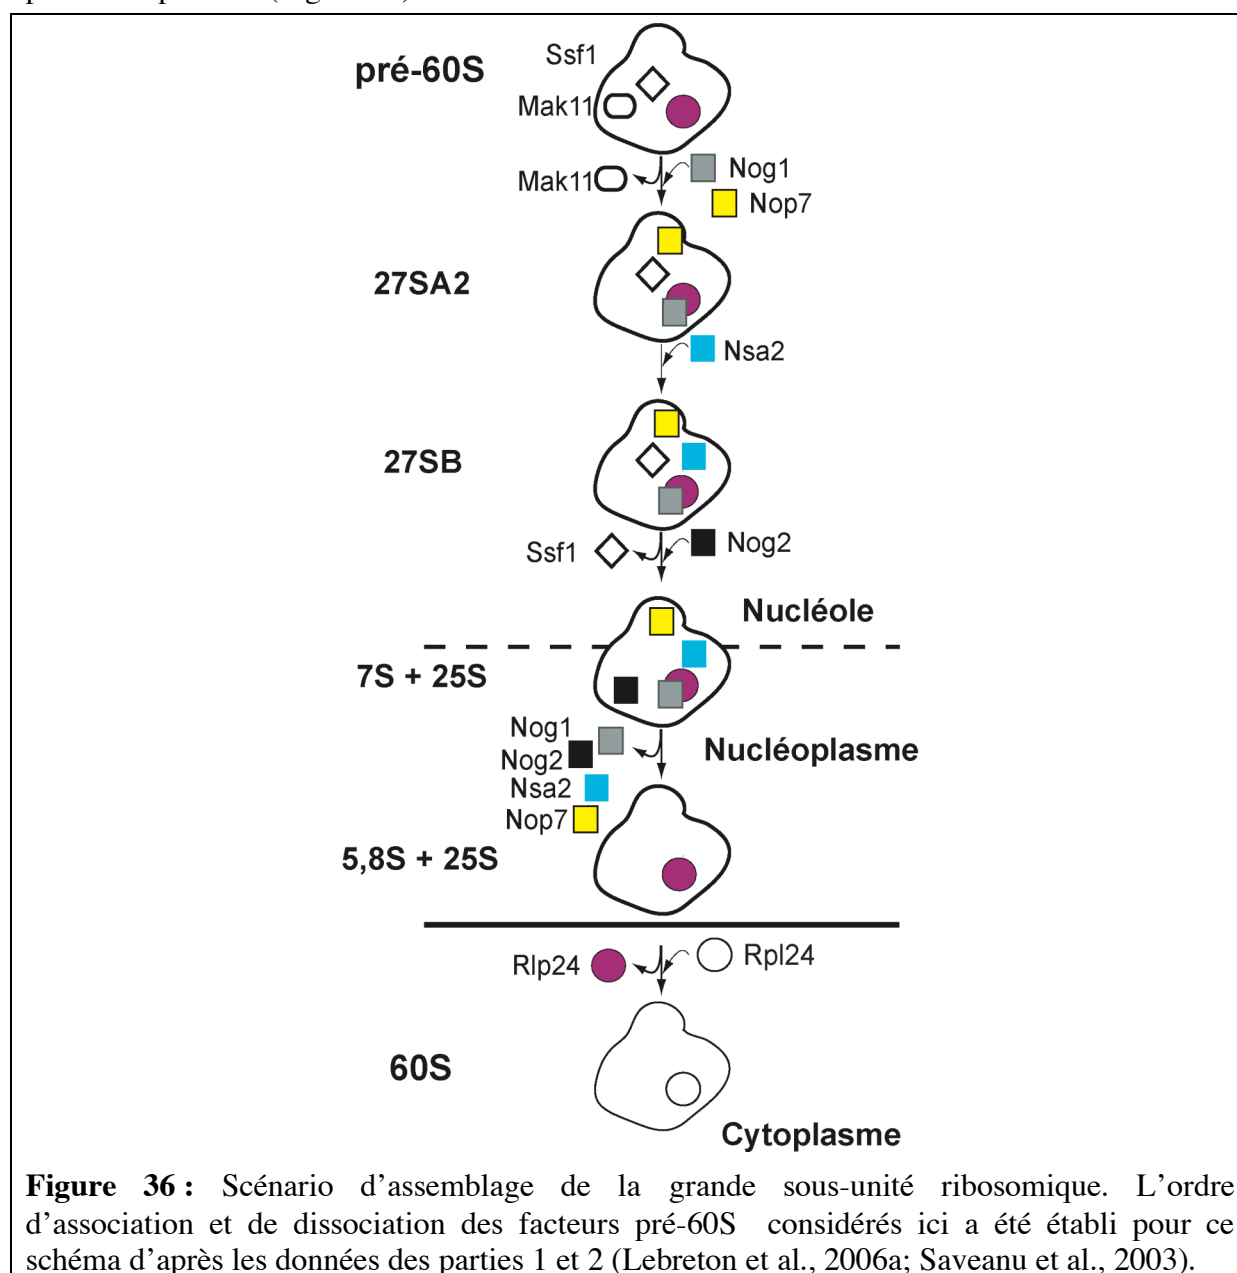 Ssf1
pré-60S
Mak11
Mak11
Nog1
Nop7
27SA2
Nsa2
27SB
Ssf1
Nog2
Nucléole
7S + 25S
Nog1
Nucléoplasme
Nog2
Nsa2
Nop7
5,8S + 25S
Rlp24
Rpl24
60S
Cytoplasme
Figure 36 : Scénario d’assemblage de la grande sous-unité ribosomique. L’ordre
d’association et de dissociation des facteurs pré-60S considérés ici a été établi pour ce
schéma d’après les données des parties 1 et 2 (Lebreton et al., 2006a; Saveanu et al., 2003).